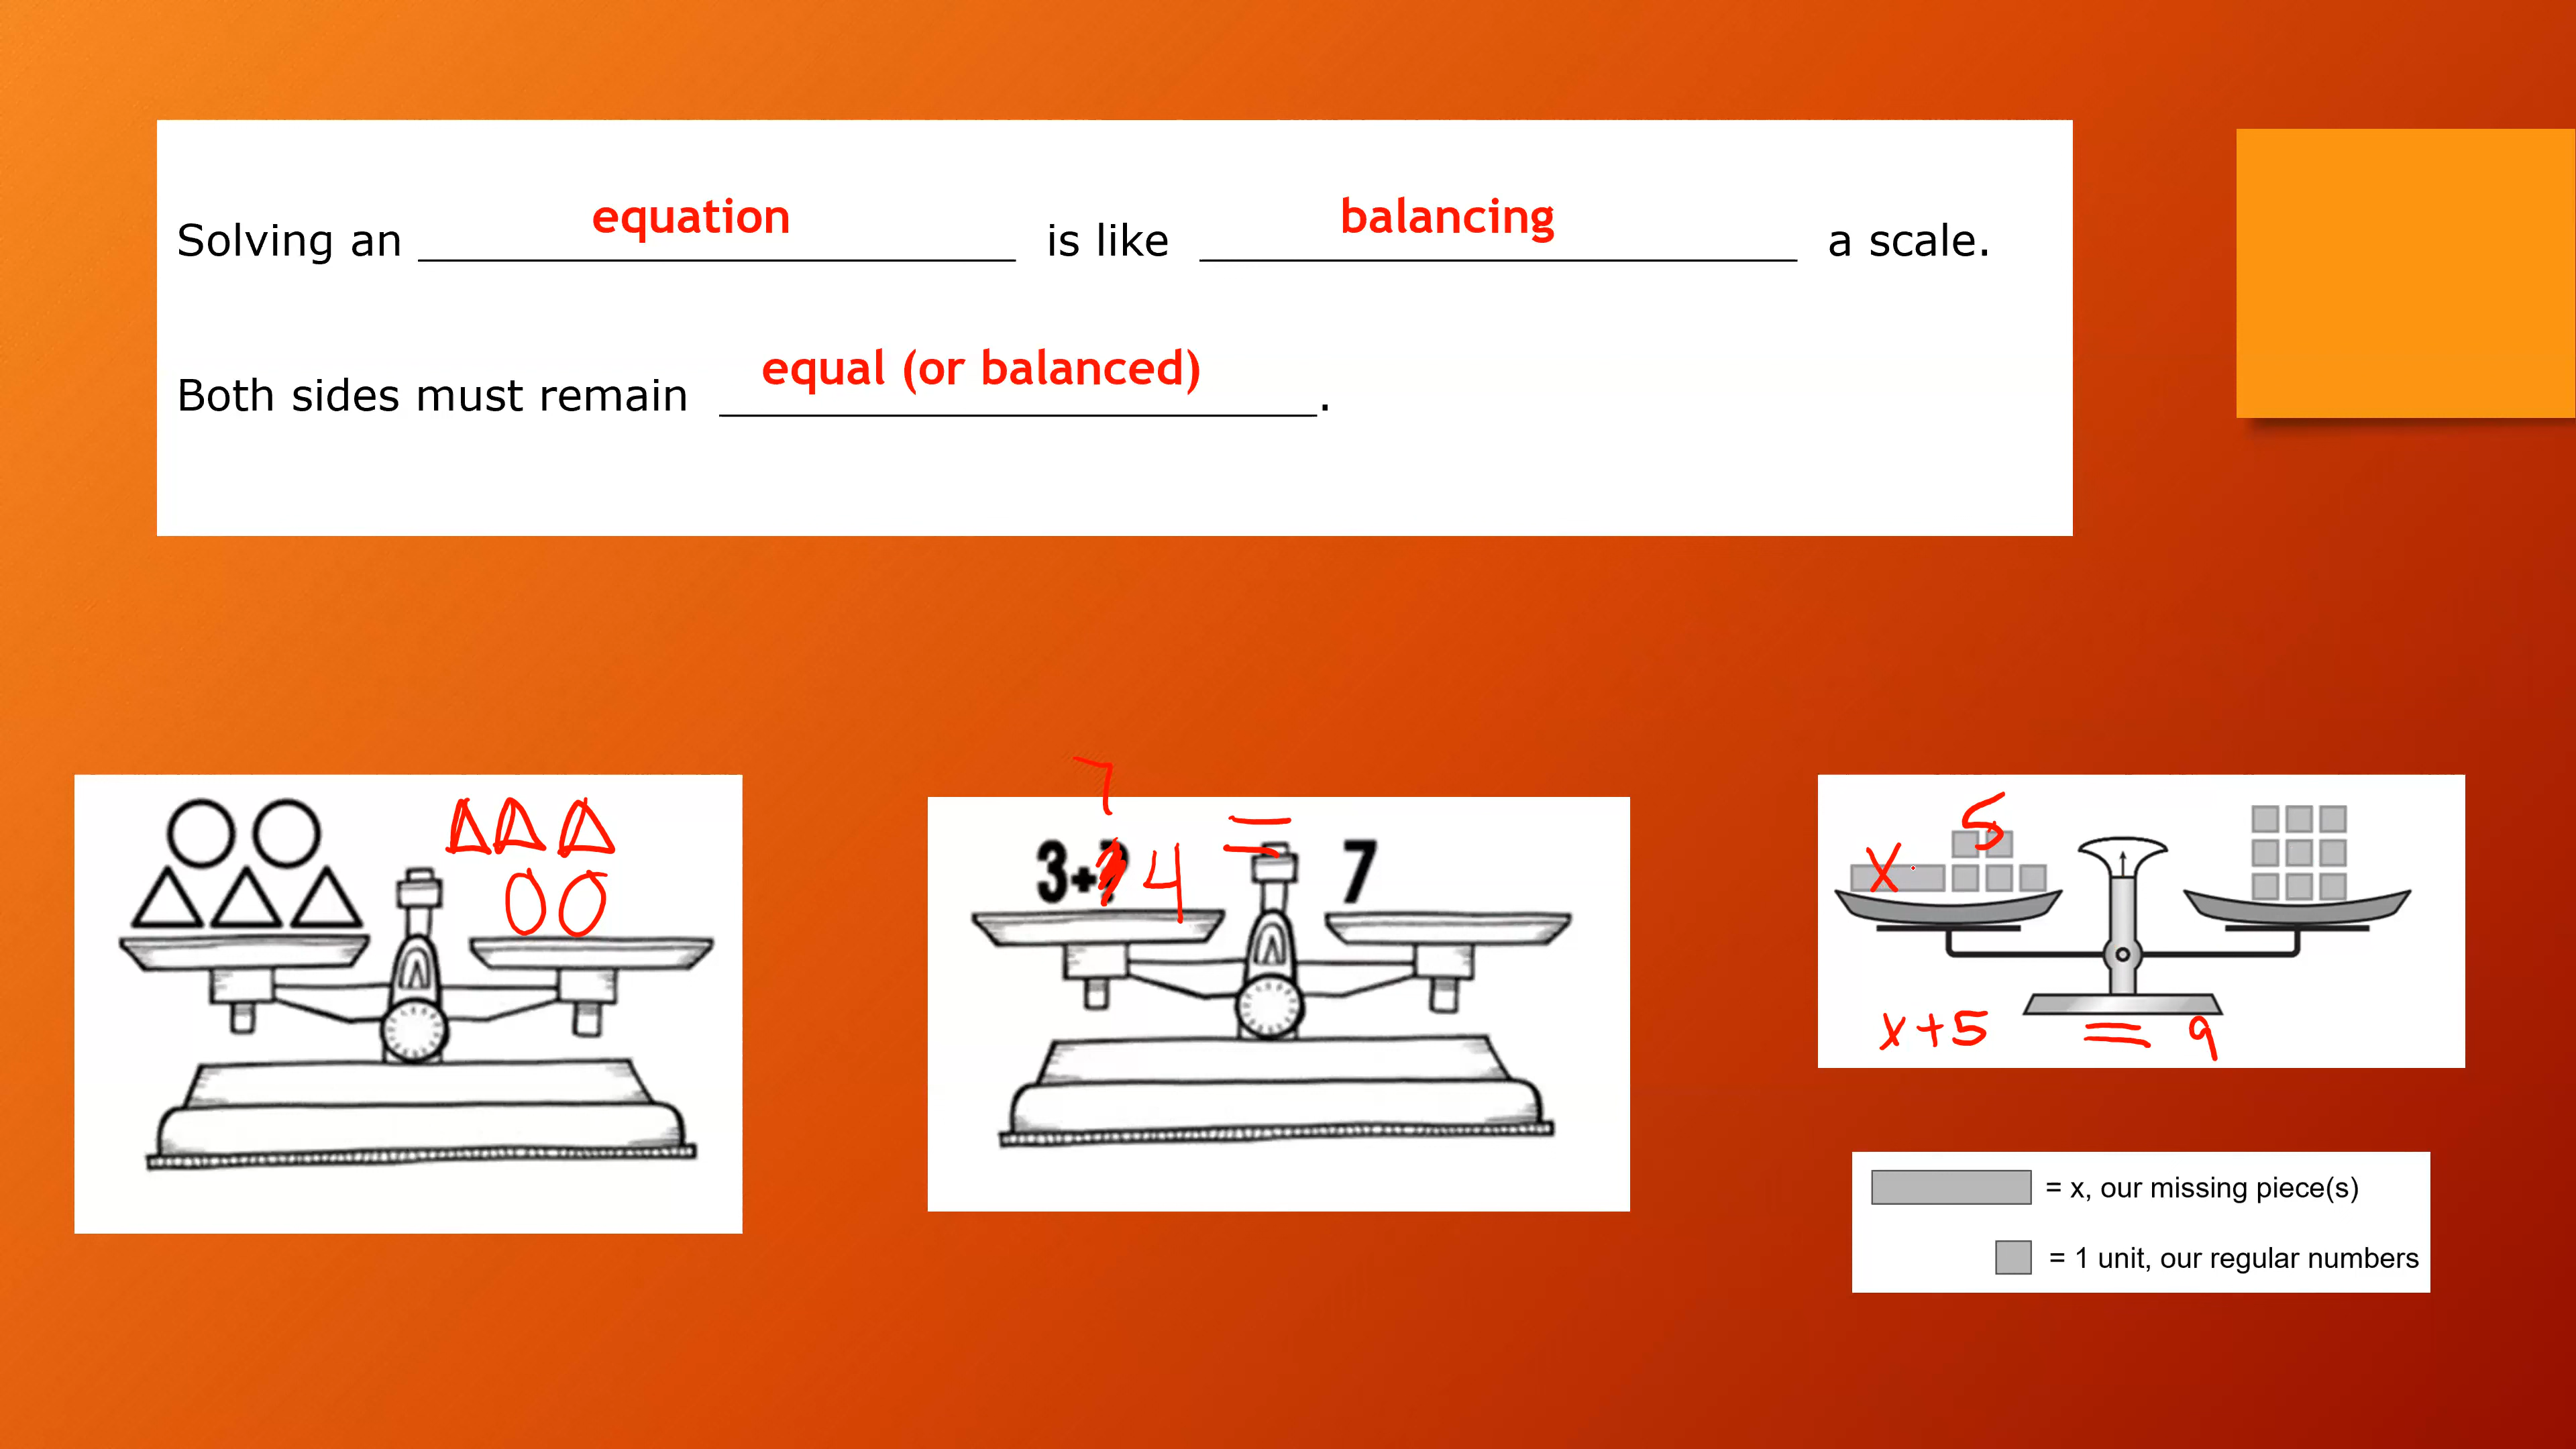 Solving an equation is like balancing a scale.
Both sides must remain equal (or balanced).
7
3+? 4 = 7
5
X
x+5 = 9
= x, our missing piece(s)
= 1 unit, our regular numbers